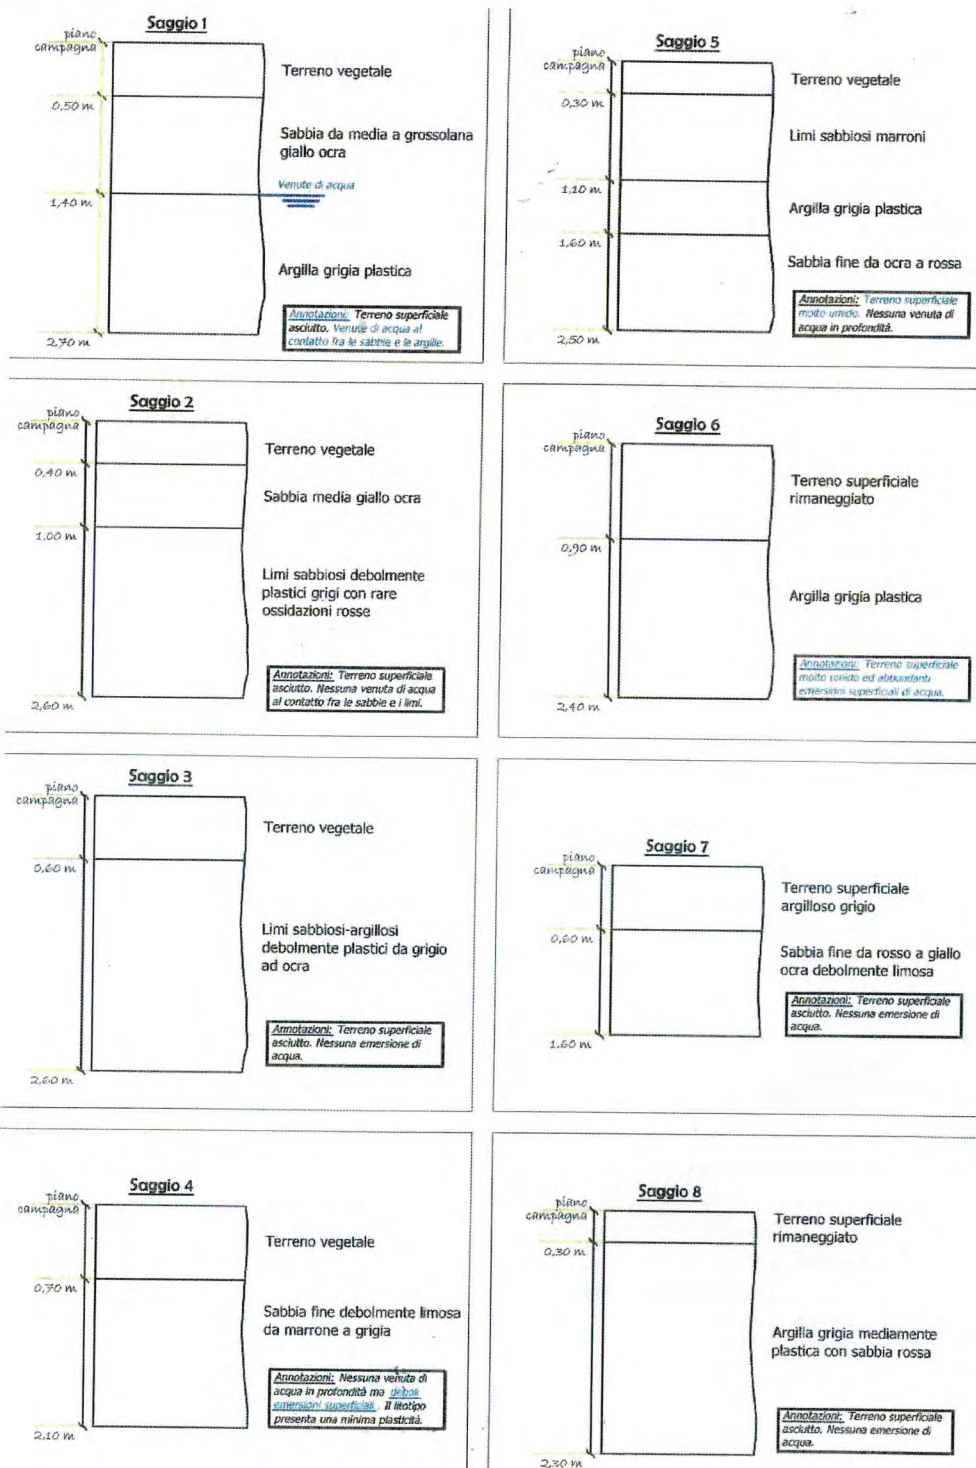 Saggio 1
piano
campagna
Terreno vegetale
0,50 m
Sabbia da media a grossolana
giallo ocra
Venute di acqua
1,40 m
Argilla grigia plastica
Annotazioni: Terreno superficiale
asciutto. Venute di acqua al
contatto fra le sabbie e le argille.
2,70 m
Saggio 2
piano
campagna
Terreno vegetale
0,40 m
Sabbia media giallo ocra
1,00 m
Limi sabbiosi debolmente
plastici grigi con rare
ossidazioni rosse
Annotazioni: Terreno superficiale
asciutto. Nessuna venuta di acqua
al contatto fra le sabbie e i limi.
2,60 m
Saggio 3
piano
campagna
Terreno vegetale
0,60 m
Limi sabbiosi-argillosi
debolmente plastici da grigio
ad ocra
Annotazioni: Terreno superficiale
asciutto. Nessuna emersione di
acqua.
2,60 m
Saggio 4
piano
campagna
Terreno vegetale
0,70 m
Sabbia fine debolmente limosa
da marrone a grigia
Annotazioni: Nessuna venuta di
acqua in profondità ma deboli
emersioni superficiali. Il litotipo
presenta una minima plasticità.
2,10 m
Saggio 5
piano
campagna
Terreno vegetale
0,30 m
Limi sabbiosi marroni
1,10 m
Argilla grigia plastica
1,60 m
Sabbia fine da ocra a rossa
Annotazioni: Terreno superficiale
molto umido. Nessuna venuta di
acqua in profondità.
2,50 m
Saggio 6
piano
campagna
Terreno superficiale
rimaneggiato
0,90 m
Argilla grigia plastica
Annotazioni: Terreno superficiale
molto umido ed abbondanti
emersioni superficiali di acqua.
2,40 m
Saggio 7
piano
campagna
Terreno superficiale
argilloso grigio
0,60 m
Sabbia fine da rosso a giallo
ocra debolmente limosa
Annotazioni: Terreno superficiale
asciutto. Nessuna emersione di
acqua.
1,60 m
Saggio 8
piano
campagna
Terreno superficiale
rimaneggiato
0,30 m
Argilla grigia mediamente
plastica con sabbia rossa
Annotazioni: Terreno superficiale
asciutto. Nessuna emersione di
acqua.
2,30 m